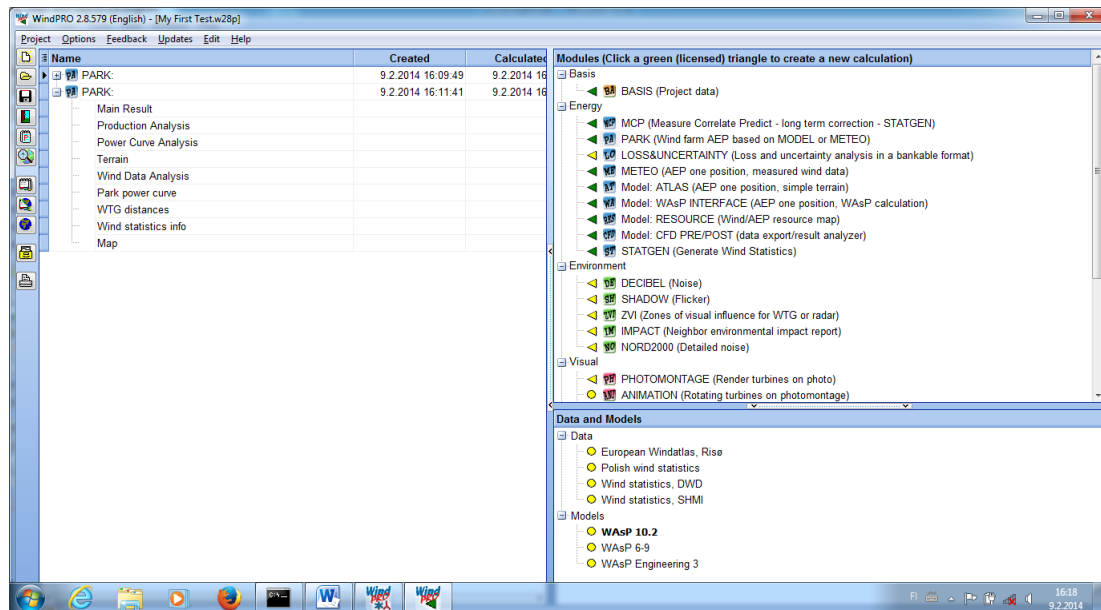 WindPRO 2.8.579 (English) - [My First Test.w28p]
Project Options Feedback Updates Edit Help
Name Created Calculated
PARK: 9.2.2014 16:09:49 9.2.2014 16
PARK: 9.2.2014 16:11:41 9.2.2014 16
Main Result
Production Analysis
Power Curve Analysis
Terrain
Wind Data Analysis
Park power curve
WTG distances
Wind statistics info
Map
Modules (Click a green (licensed) triangle to create a new calculation)
Basis
BASIS (Project data)
Energy
MCP (Measure Correlate Predict - long term correction - STATGEN)
PARK (Wind farm AEP based on MODEL or METEO)
LOSS&UNCERTAINTY (Loss and uncertainty analysis in a bankable format)
METEO (AEP one position, measured wind data)
Model: ATLAS (AEP one position, simple terrain)
Model: WAsP INTERFACE (AEP one position, WAsP calculation)
Model: RESOURCE (Wind/AEP resource map)
Model: CFD PRE/POST (data export/result analyzer)
STATGEN (Generate Wind Statistics)
Environment
DECIBEL (Noise)
SHADOW (Flicker)
ZVI (Zones of visual influence for WTG or radar)
IMPACT (Neighbor environmental impact report)
NORD2000 (Detailed noise)
Visual
PHOTOMONTAGE (Render turbines on photo)
ANIMATION (Rotating turbines on photomontage)
Data and Models
Data
European Windatlas, Risø
Polish wind statistics
Wind statistics, DWD
Wind statistics, SHMI
Models
WAsP 10.2
WAsP 6-9
WAsP Engineering 3
FI 16:18
9.2.2014